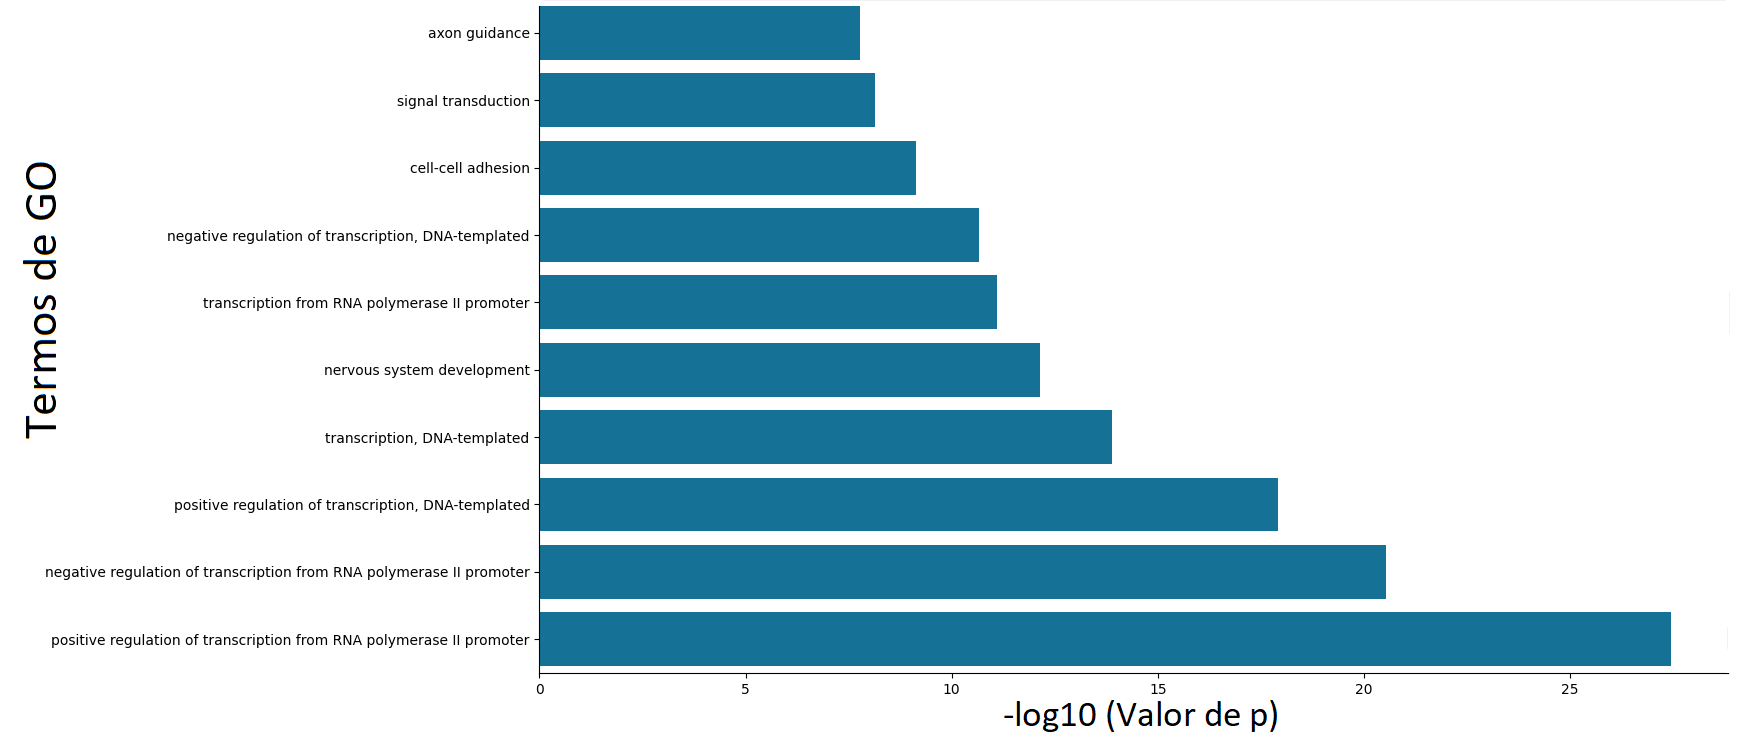 Termos de GO
axon guidance
signal transduction
cell-cell adhesion
negative regulation of transcription, DNA-templated
transcription from RNA polymerase II promoter
nervous system development
transcription, DNA-templated
positive regulation of transcription, DNA-templated
negative regulation of transcription from RNA polymerase II promoter
positive regulation of transcription from RNA polymerase II promoter
0 5 10 15 20 25
-log10 (Valor de p)